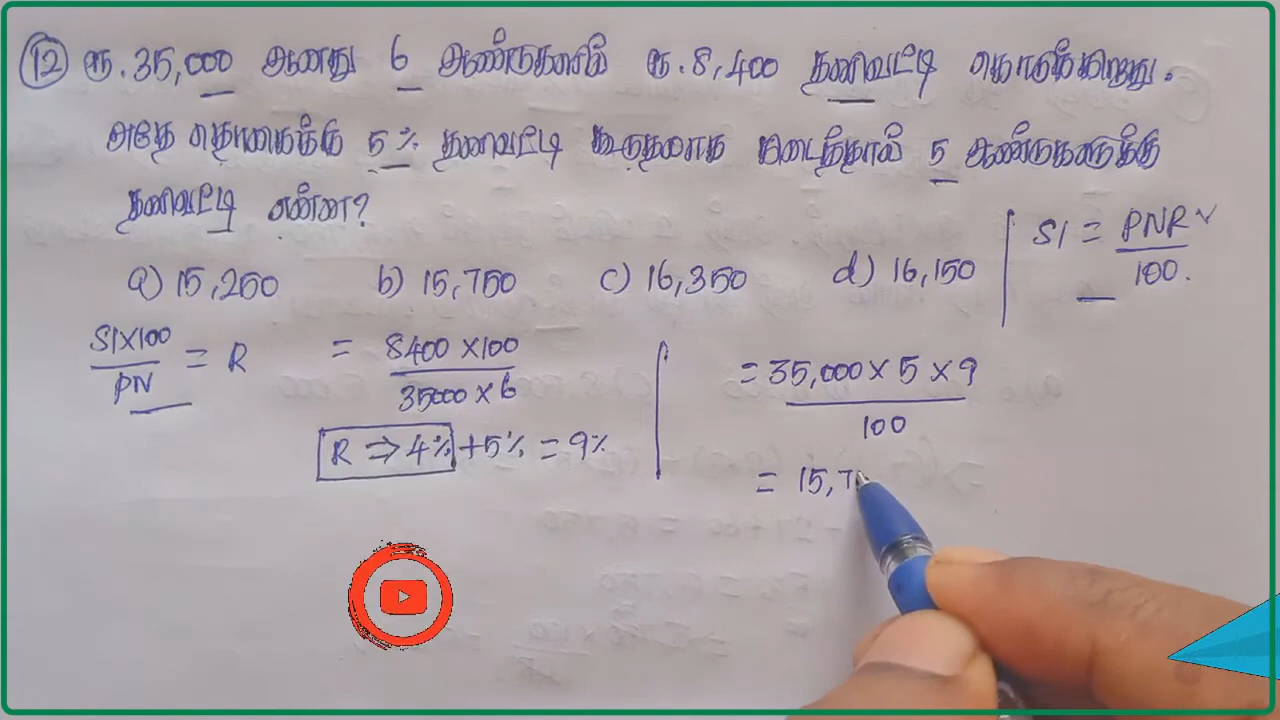 12) ரூ.35,000 ஆனது 6 ஆண்டுகளில் ரூ.8,400 தனிவட்டி கொடுக்கிறது.
அதே தொகைக்கு 5% தனிவட்டி கூடுதலாக கிடைத்தால் 5 ஆண்டுகளுக்கு
தனிவட்டி என்ன?
a) 15,250 b) 15,750 c) 16,350 d) 16,150
SI = PNR / 100.
SI×100 / PN = R
= 8400×100 / 35000×6
R ⇒ 4% +5% = 9%
= 35,000 × 5 × 9 / 100
= 15,7